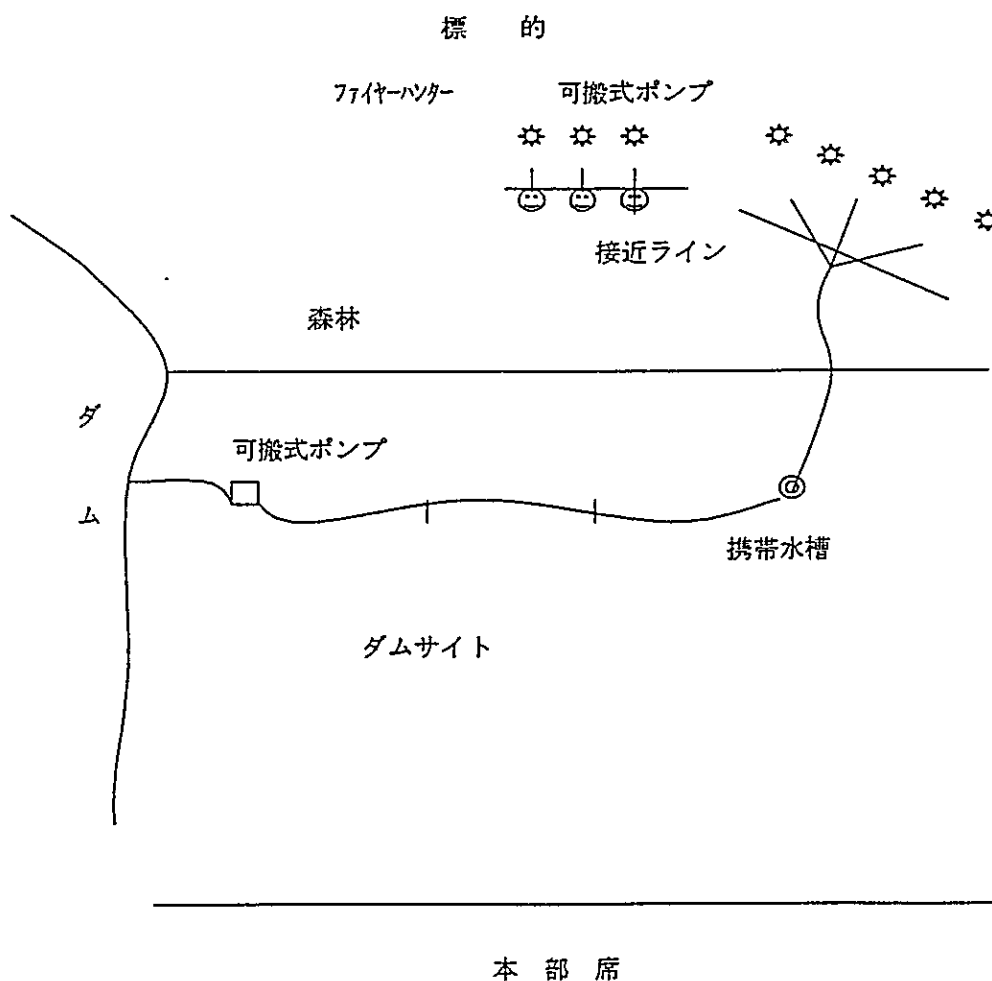 標 的
ファイヤーハンター 可搬式ポンプ
接近ライン
森林
ダム
可搬式ポンプ
携帯水槽
ダムサイト
本部席